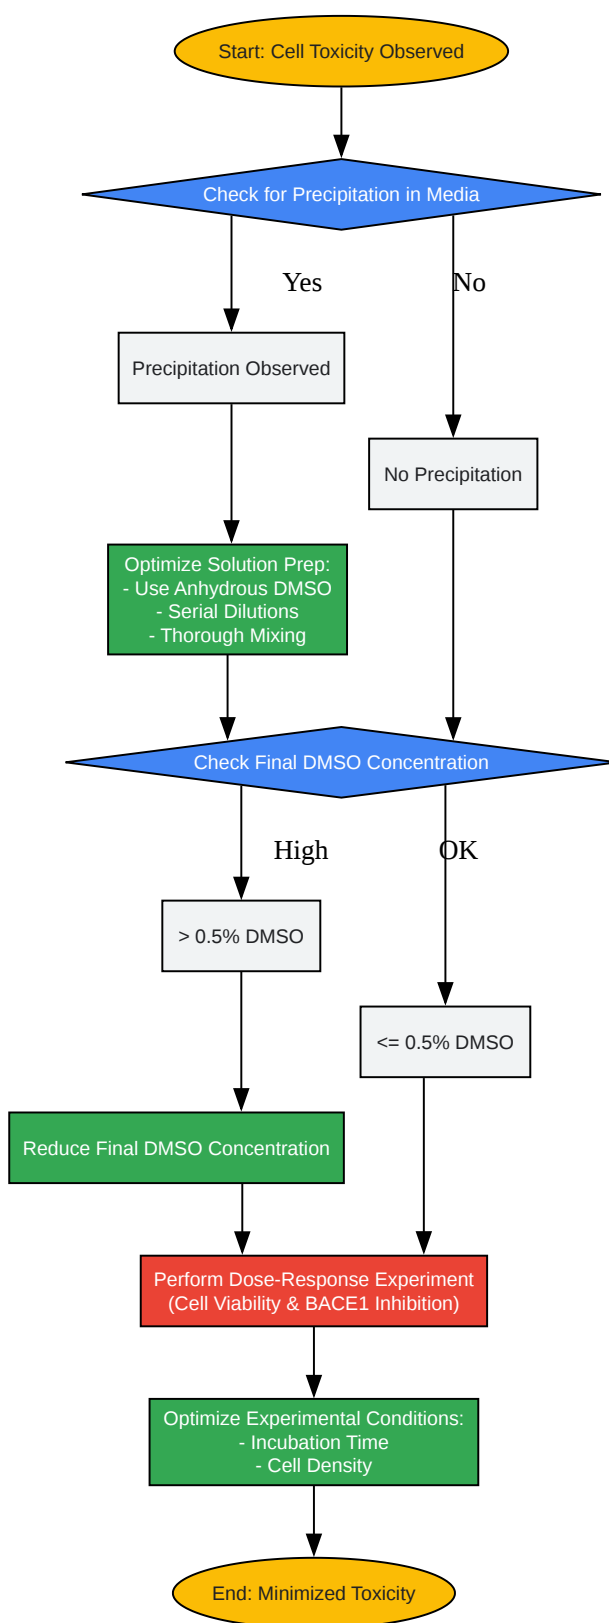 Start: Cell Toxicity Observed
Check for Precipitation in Media
Yes
No
Precipitation Observed
No Precipitation
Optimize Solution Prep:
- Use Anhydrous DMSO
- Serial Dilutions
- Thorough Mixing
Check Final DMSO Concentration
High
OK
> 0.5% DMSO
<= 0.5% DMSO
Reduce Final DMSO Concentration
Perform Dose-Response Experiment
(Cell Viability & BACE1 Inhibition)
Optimize Experimental Conditions:
- Incubation Time
- Cell Density
End: Minimized Toxicity